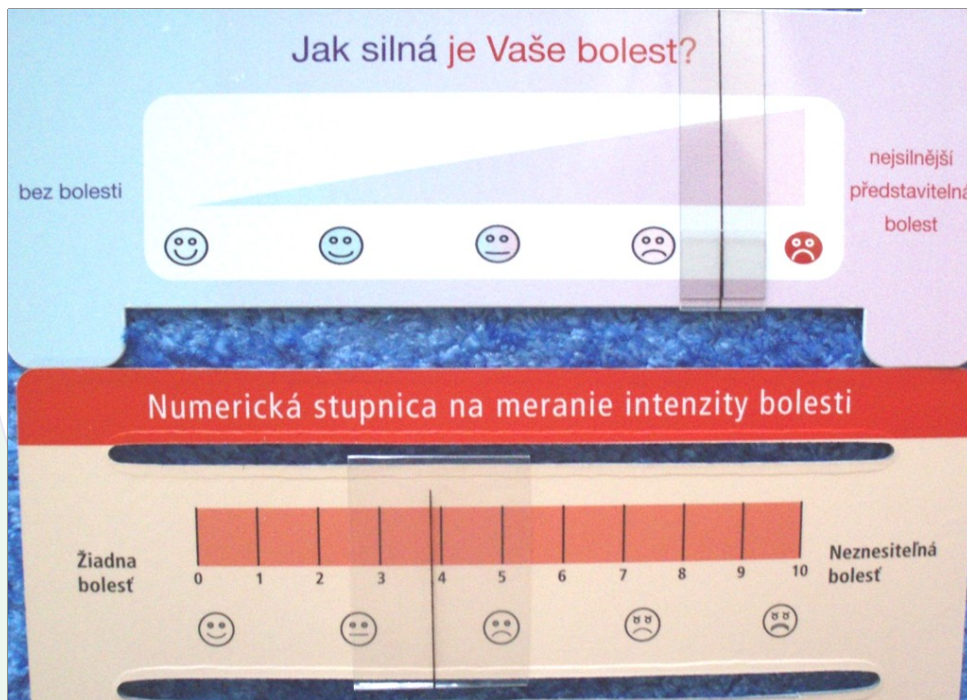 Jak silná je Vaše bolest?
bez bolesti
nejsilnější
představitelná
bolest
Numerická stupnica na meranie intenzity bolesti
Žiadna
bolesť
0 1 2 3 4 5 6 7 8 9 10
Neznesiteľná
bolesť